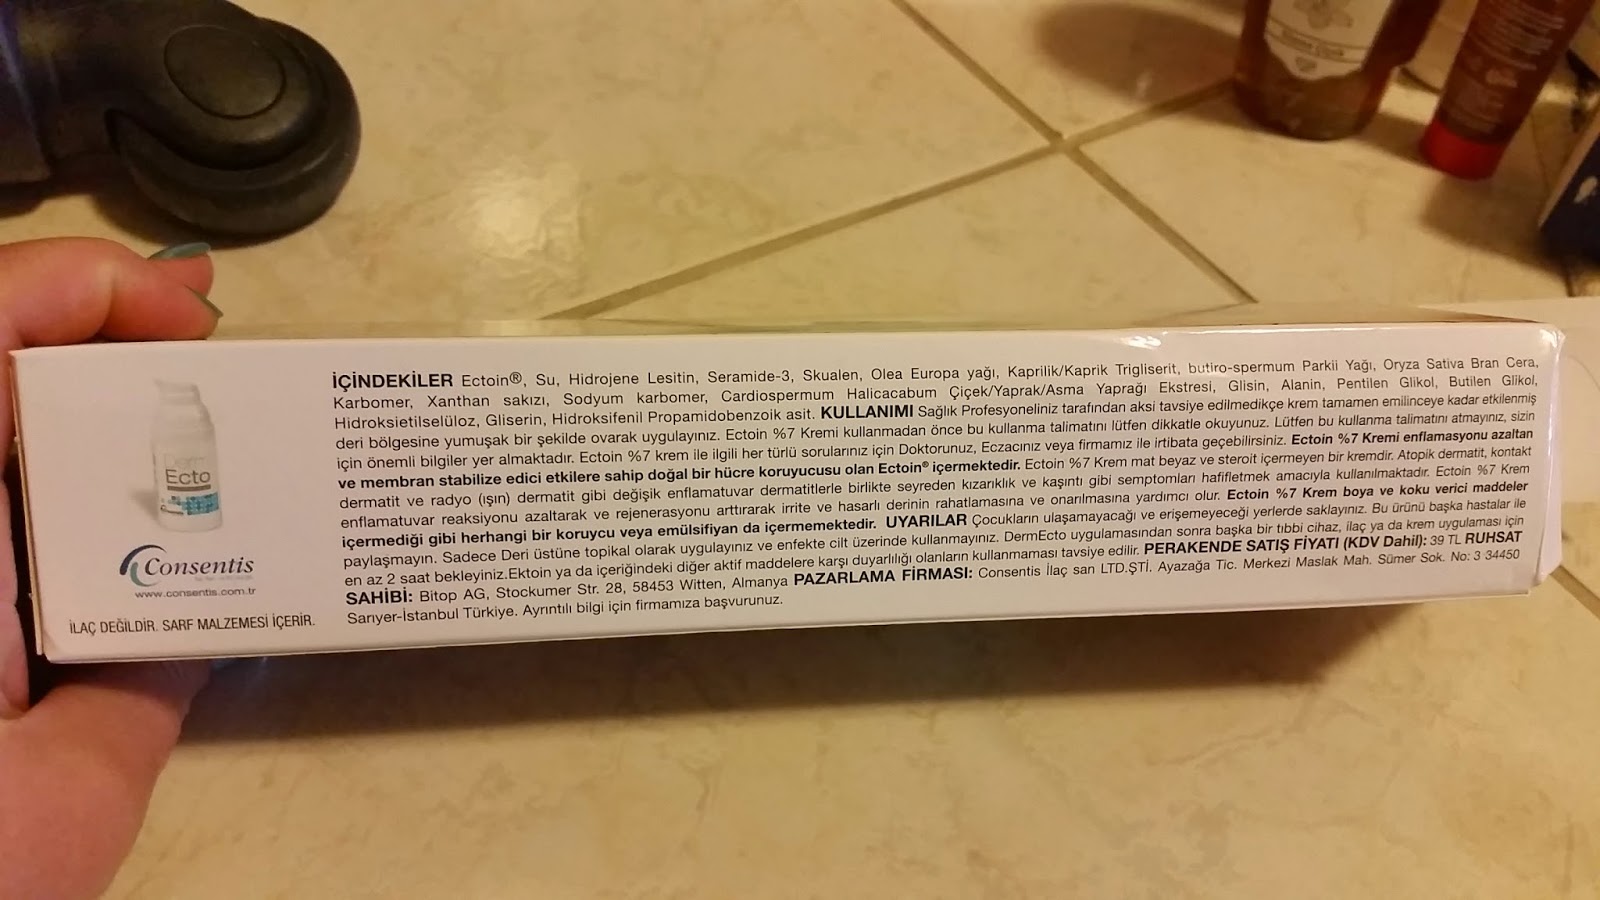 Derm
Ecto
Consentis
www.consentis.com.tr
İLAÇ DEĞİLDİR. SARF MALZEMESİ İÇERİR.
İÇİNDEKİLER Ectoin®, Su, Hidrojene Lesitin, Seramide-3, Skualen, Olea Europa yağı, Kaprilik/Kaprik Trigliserit, butiro-spermum Parkii Yağı, Oryza Sativa Bran Cera,
Karbomer, Xanthan sakızı, Sodyum karbomer, Cardiospermum Halicacabum Çiçek/Yaprak/Asma Yaprağı Ekstresi, Glisin, Alanin, Pentilen Glikol, Butilen Glikol,
Hidroksietilselüloz, Gliserin, Hidroksifenil Propamidobenzoik asit. KULLANIMI Sağlık Profesyoneliniz tarafından aksi tavsiye edilmedikçe krem tamamen emilinceye kadar etkilenmiş
deri bölgesine yumuşak bir şekilde ovarak uygulayınız. Ectoin %7 Kremi kullanmadan önce bu kullanma talimatını lütfen dikkatle okuyunuz. Lütfen bu kullanma talimatını atmayınız, sizin
için önemli bilgiler yer almaktadır. Ectoin %7 krem ile ilgili her türlü sorularınız için Doktorunuz, Eczacınız veya firmamız ile irtibata geçebilirsiniz. Ectoin %7 Kremi enflamasyonu azaltan
ve membran stabilize edici etkilere sahip doğal bir hücre koruyucusu olan Ectoin® içermektedir. Ectoin %7 Krem mat beyaz ve steroit içermeyen bir kremdir. Atopik dermatit, kontakt
dermatit ve radyo (ışın) dermatit gibi değişik enflamatuvar dermatitlerle birlikte seyreden kızarıklık ve kaşıntı gibi semptomları hafifletmek amacıyla kullanılmaktadır. Ectoin %7 Krem
enflamatuvar reaksiyonu azaltarak ve rejenerasyonu arttırarak irrite ve hasarlı derinin rahatlamasına ve onarılmasına yardımcı olur. Ectoin %7 Krem boya ve koku verici maddeler
içermediği gibi herhangi bir koruyucu veya emülsifiyan da içermemektedir. UYARILAR Çocukların ulaşamayacağı ve erişemeyeceği yerlerde saklayınız. Bu ürünü başka hastalar ile
paylaşmayın. Sadece Deri üstüne topikal olarak uygulayınız ve enfekte cilt üzerinde kullanmayınız. DermEcto uygulamasından sonra başka bir tıbbi cihaz, ilaç ya da krem uygulaması için
en az 2 saat bekleyiniz.Ektoin ya da içeriğindeki diğer aktif maddelere karşı duyarlılığı olanların kullanmaması tavsiye edilir. PERAKENDE SATIŞ FİYATI (KDV Dahil): 39 TL RUHSAT
SAHİBİ: Bitop AG, Stockumer Str. 28, 58453 Witten, Almanya PAZARLAMA FİRMASI: Consentis İlaç san LTD.ŞTİ. Ayazağa Tic. Merkezi Maslak Mah. Sümer Sok. No: 3 34450
Sarıyer-İstanbul Türkiye. Ayrıntılı bilgi için firmamıza başvurunuz.